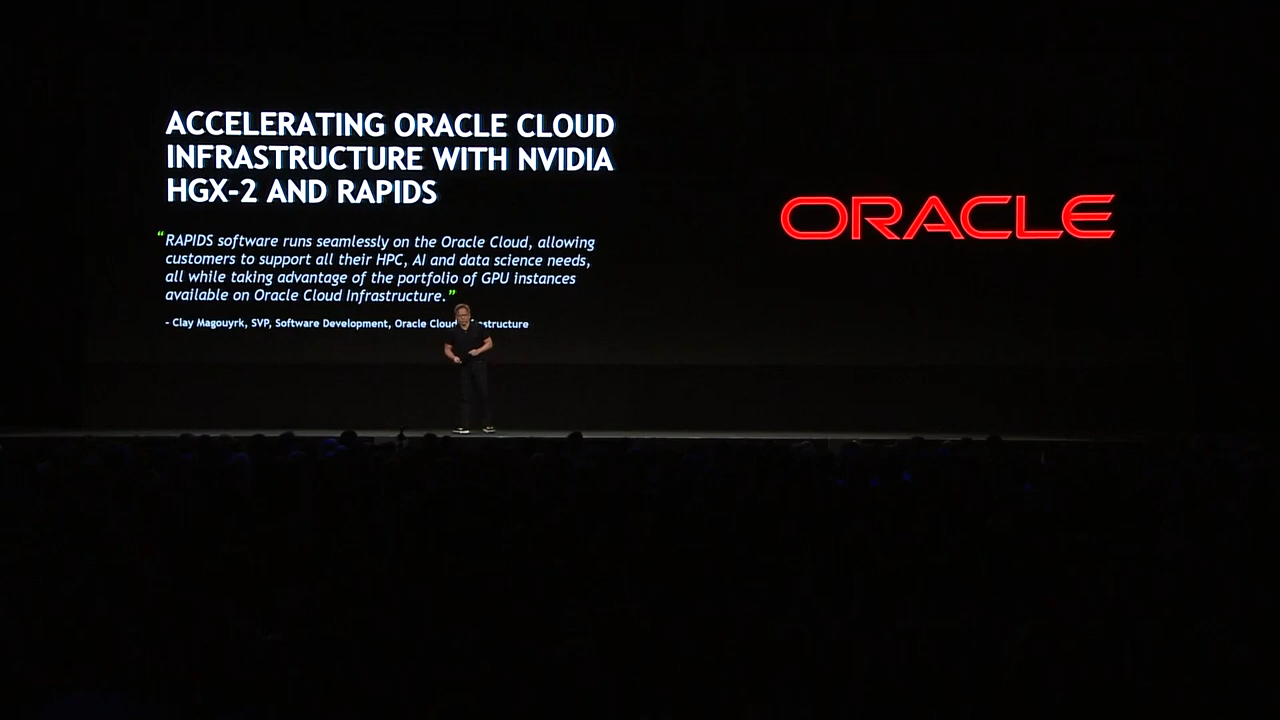 ACCELERATING ORACLE CLOUD
INFRASTRUCTURE WITH NVIDIA
HGX-2 AND RAPIDS
ORACLE
“RAPIDS software runs seamlessly on the Oracle Cloud, allowing
customers to support all their HPC, AI and data science needs,
all while taking advantage of the portfolio of GPU instances
available on Oracle Cloud Infrastructure.”
- Clay Magouyrk, SVP, Software Development, Oracle